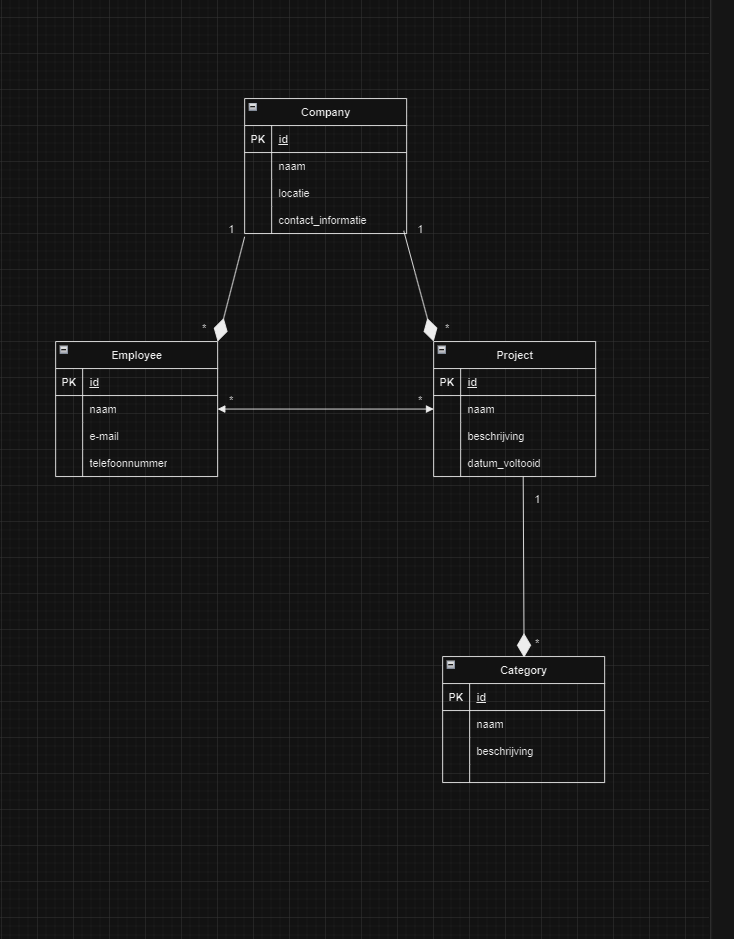 Company
PK id
naam
locatie
contact_informatie
1
1
*
*
Employee
PK id
naam
e-mail
telefoonnummer
*
*
Project
PK id
naam
beschrijving
datum_voltooid
1
*
Category
PK id
naam
beschrijving